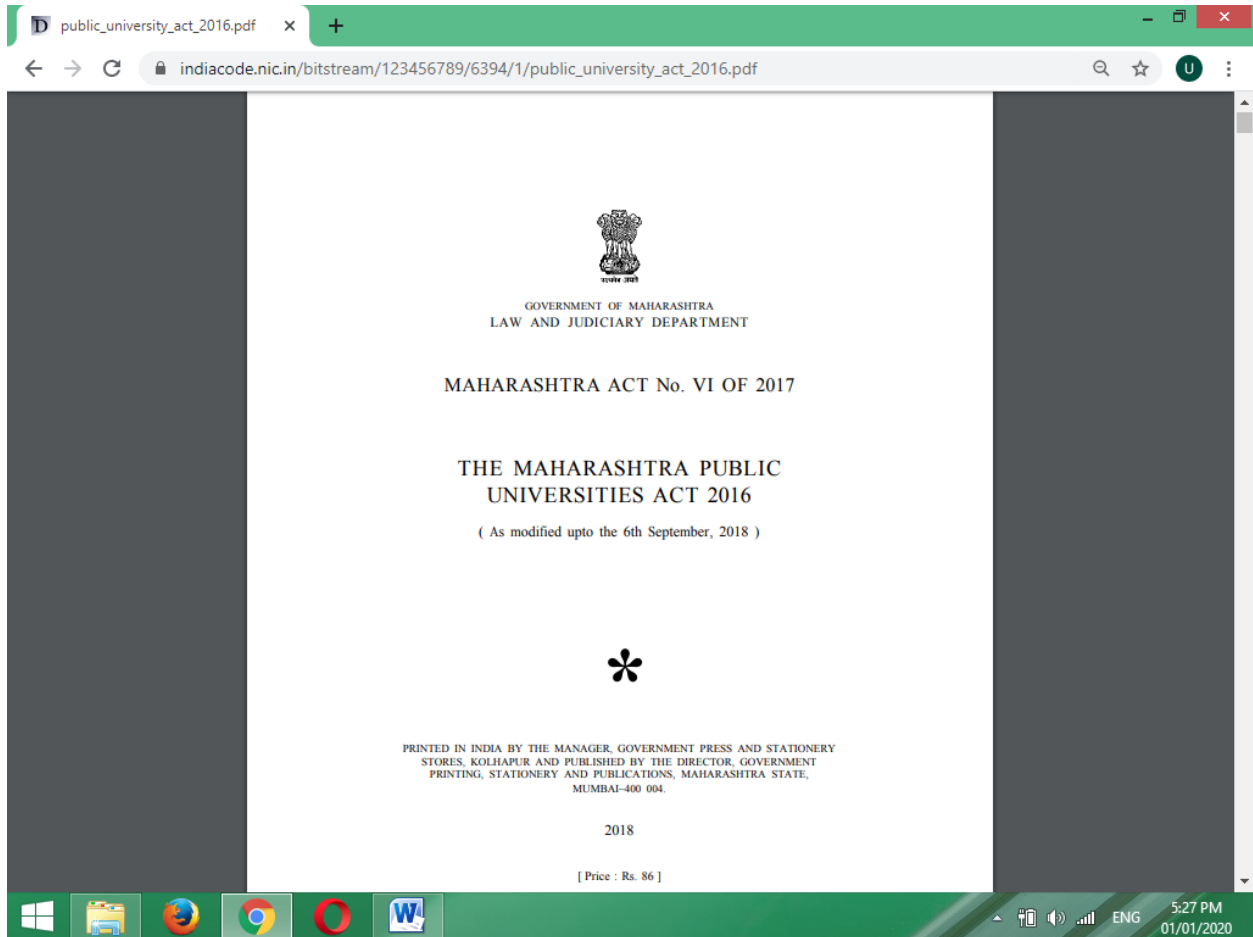 public_university_act_2016.pdf
indiacode.nic.in/bitstream/123456789/6394/1/public_university_act_2016.pdf
U
सत्यमेव जयते
GOVERNMENT OF MAHARASHTRA
LAW AND JUDICIARY DEPARTMENT
MAHARASHTRA ACT No. VI OF 2017
THE MAHARASHTRA PUBLIC
UNIVERSITIES ACT 2016
( As modified upto the 6th September, 2018 )
*
PRINTED IN INDIA BY THE MANAGER, GOVERNMENT PRESS AND STATIONERY
STORES, KOLHAPUR AND PUBLISHED BY THE DIRECTOR, GOVERNMENT
PRINTING, STATIONERY AND PUBLICATIONS, MAHARASHTRA STATE,
MUMBAI–400 004.
2018
[ Price : Rs. 86 ]
ENG
5:27 PM
01/01/2020